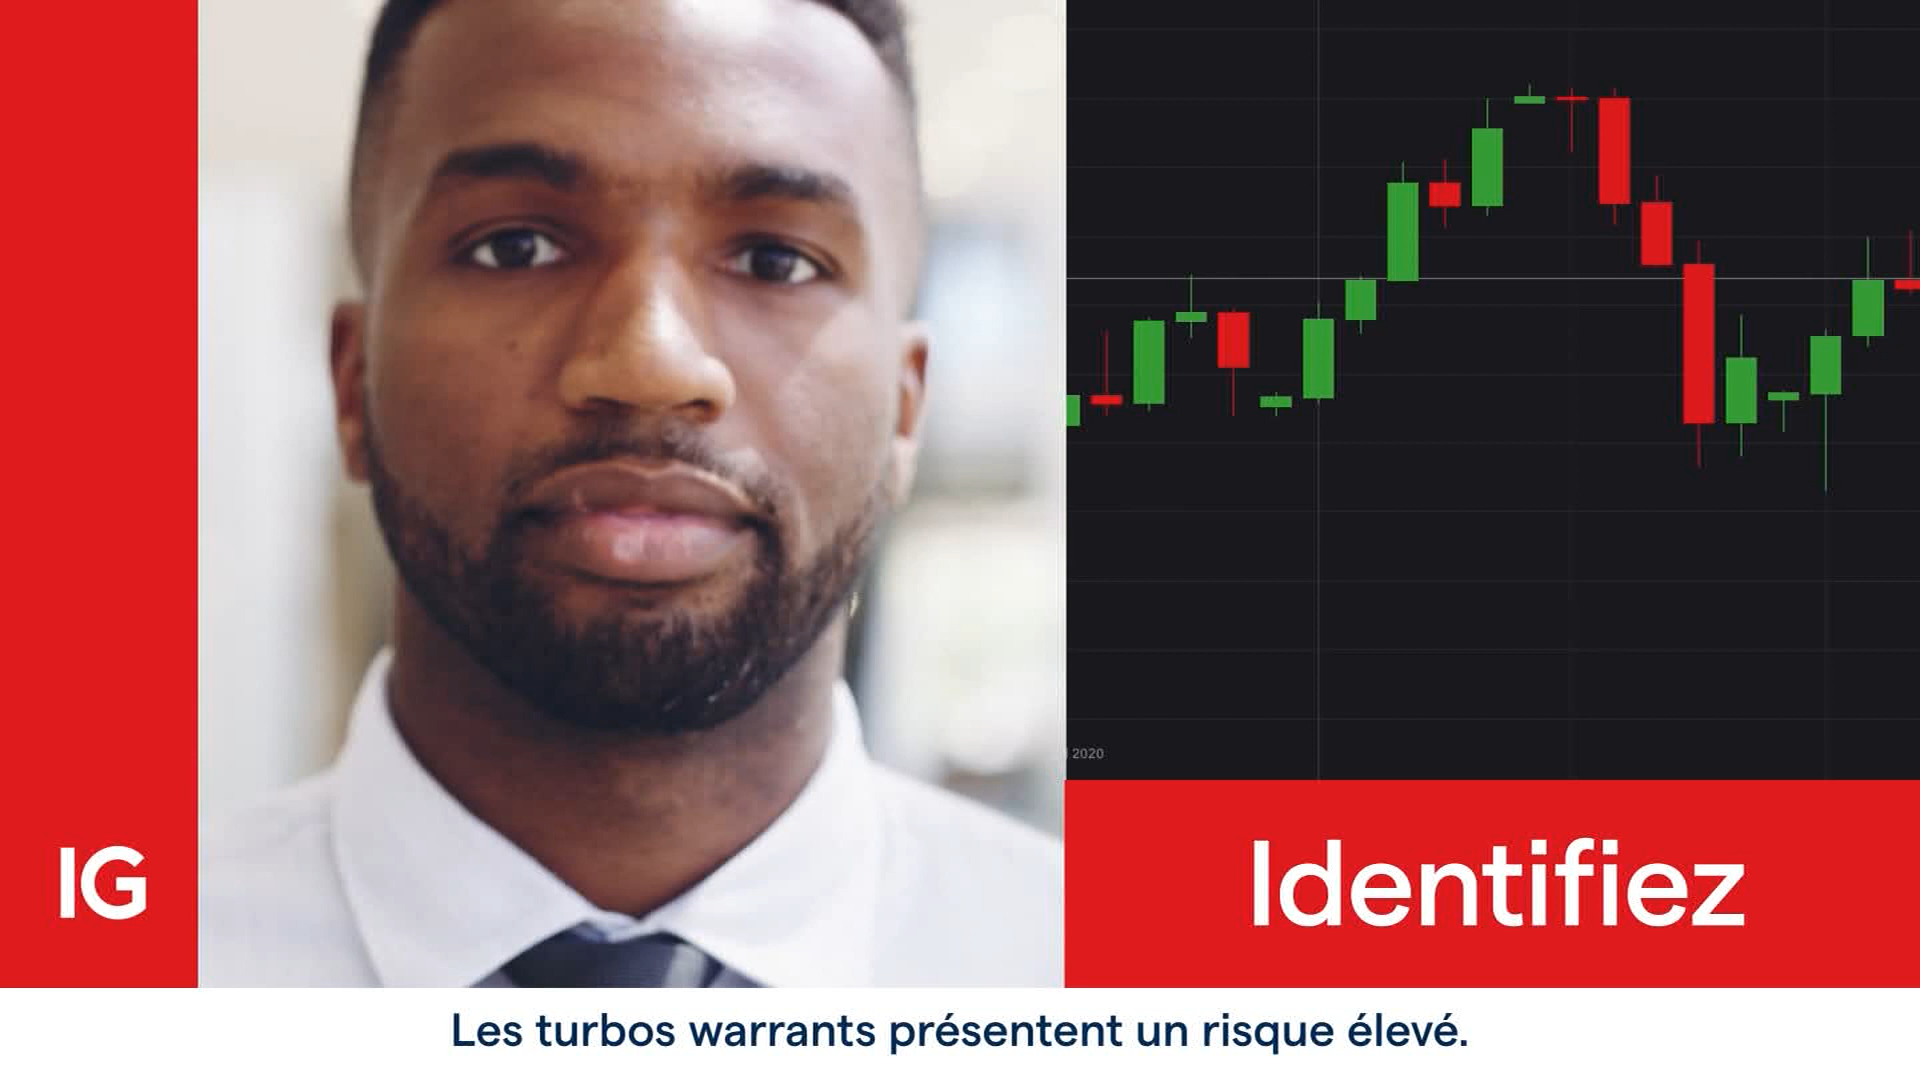 2020
IG
Identifiez
Les turbos warrants présentent un risque élevé.